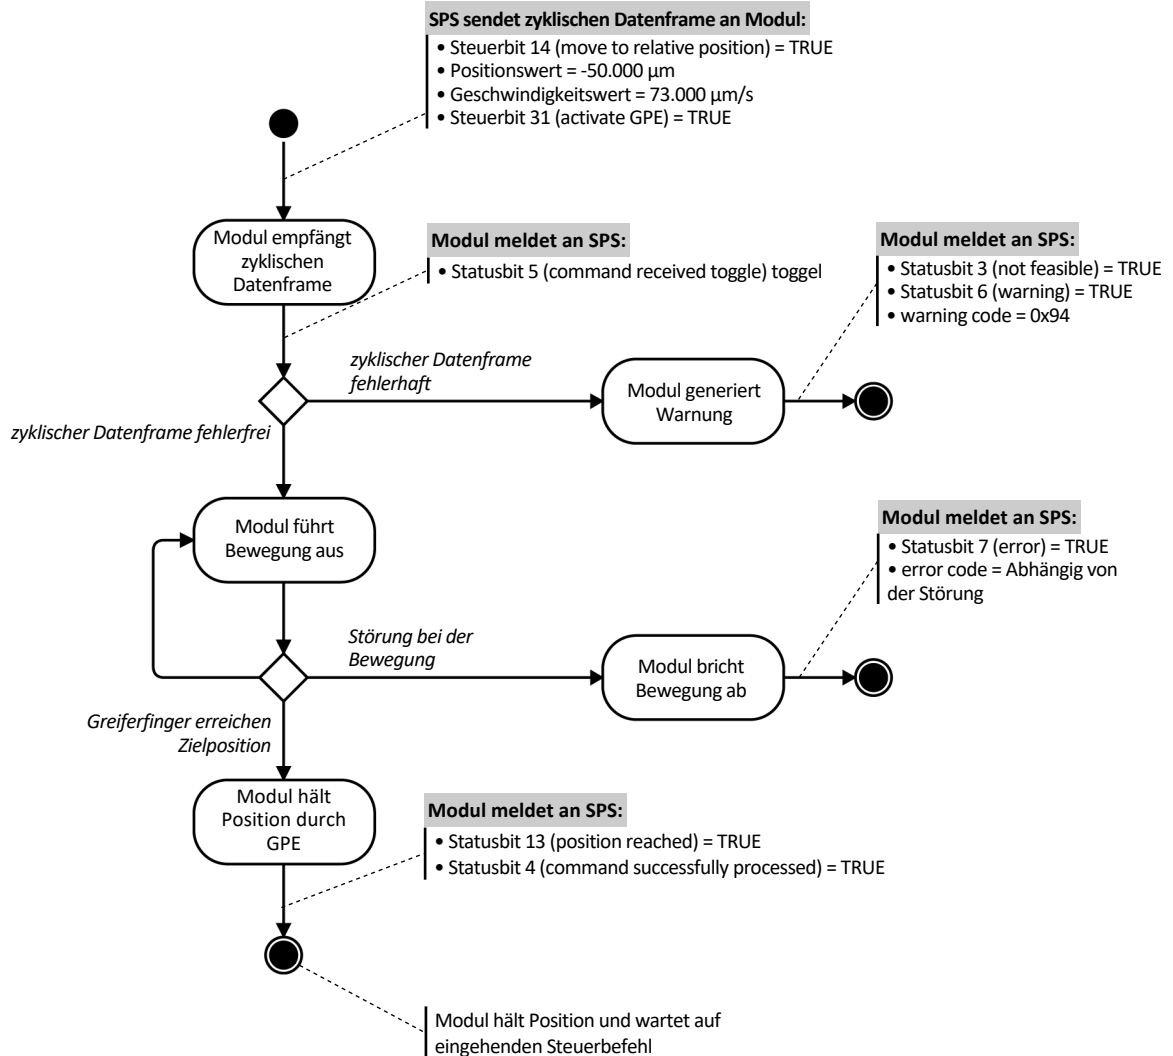 SPS sendet zyklischen Datenframe an Modul:
• Steuerbit 14 (move to relative position) = TRUE
• Positionswert = -50.000 µm
• Geschwindigkeitswert = 73.000 µm/s
• Steuerbit 31 (activate GPE) = TRUE
Modul empfängt
zyklischen
Datenframe
Modul meldet an SPS:
• Statusbit 5 (command received toggle) toggel
Modul meldet an SPS:
• Statusbit 3 (not feasible) = TRUE
• Statusbit 6 (warning) = TRUE
• warning code = 0x94
zyklischer Datenframe
fehlerhaft
Modul generiert
Warnung
zyklischer Datenframe fehlerfrei
Modul führt
Bewegung aus
Modul meldet an SPS:
• Statusbit 7 (error) = TRUE
• error code = Abhängig von
der Störung
Störung bei der
Bewegung
Modul bricht
Bewegung ab
Greiferfinger erreichen
Zielposition
Modul hält
Position durch
GPE
Modul meldet an SPS:
• Statusbit 13 (position reached) = TRUE
• Statusbit 4 (command successfully processed) = TRUE
Modul hält Position und wartet auf
eingehenden Steuerbefehl